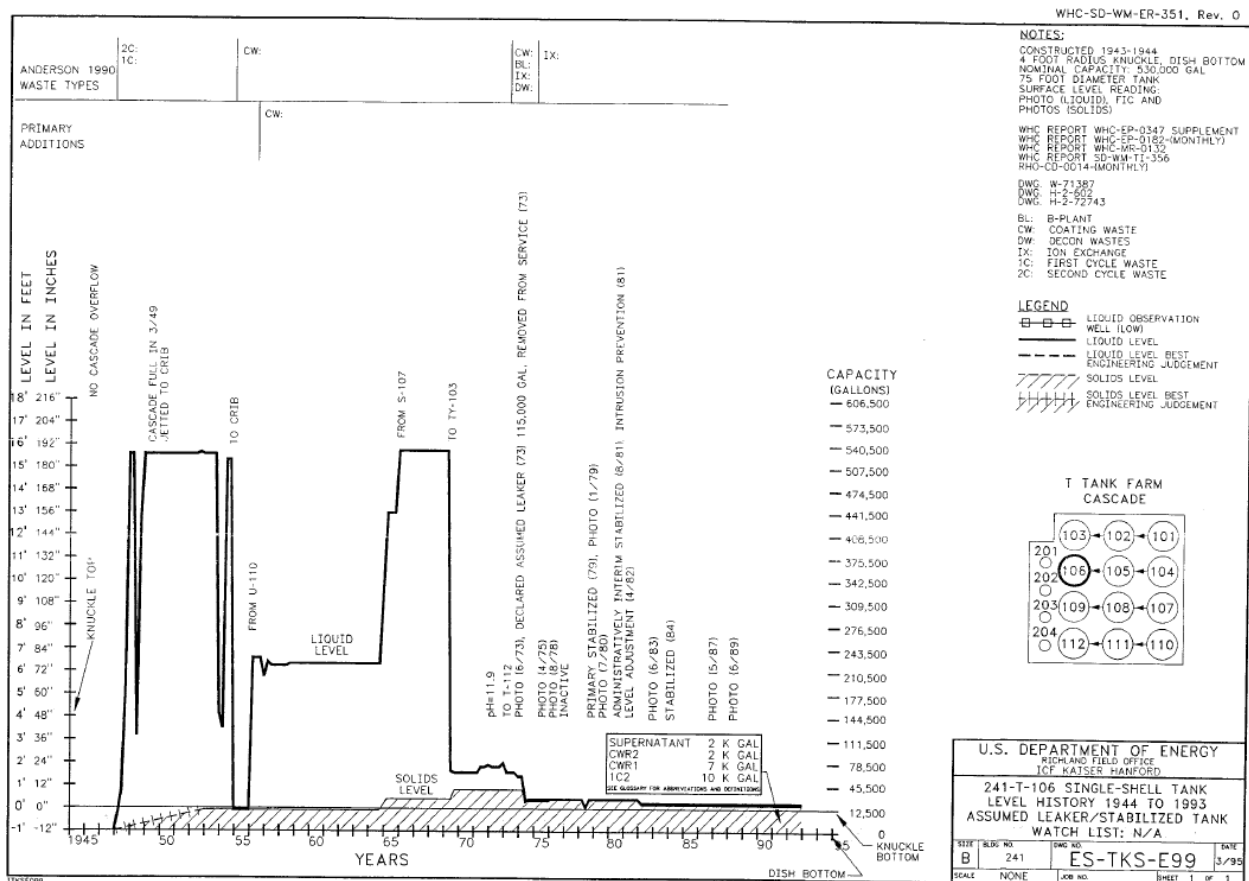 WHC-SD-WM-ER-351, Rev. 0
ANDERSON 1990
WASTE TYPES
2C:
1C:
CW:
CW:
BL:
IX:
DW:
IX:
PRIMARY
ADDITIONS
CW:
NOTES:
CONSTRUCTED 1943-1944
4 FOOT RADIUS KNUCKLE, DISH BOTTOM
NOMINAL CAPACITY: 530,000 GAL
75 FOOT DIAMETER TANK
SURFACE LEVEL READING:
PHOTO (LIQUID), FIC AND
PHOTOS (SOLIDS)
WHC REPORT WHC-EP-0347 SUPPLEMENT
WHC REPORT WHC-EP-0182-(MONTHLY)
WHC REPORT WHC-MR-0132
WHC REPORT SD-WM-TI-356
RHO-CD-0014-(MONTHLY)
DWG. W-71387
DWG. H-2-602
DWG. H-2-72743
BL: B-PLANT
CW: COATING WASTE
DW: DECON WASTES
IX: ION EXCHANGE
1C: FIRST CYCLE WASTE
2C: SECOND CYCLE WASTE
LEGEND
LIQUID OBSERVATION
WELL (LOW)
LIQUID LEVEL
LIQUID LEVEL BEST
ENGINEERING JUDGEMENT
SOLIDS LEVEL
SOLIDS LEVEL BEST
ENGINEERING JUDGEMENT
LEVEL IN FEET
LEVEL IN INCHES
18' 216"
17' 204"
16' 192"
15' 180"
14' 168"
13' 156"
12' 144"
11' 132"
10' 120"
9' 108"
8' 96"
7' 84"
6' 72"
5' 60"
4' 48"
3' 36"
2' 24"
1' 12"
0' 0"
-1' -12"
NO CASCADE OVERFLOW
KNUCKLE TOP
CASCADE FULL IN 3/49
JETTED TO CRIB
TO CRIB
FROM U-110
LIQUID
LEVEL
FROM S-107
TO TY-103
SOLIDS
LEVEL
pH=11.9
TO T-112
PHOTO (6/73), DECLARED ASSUMED LEAKER (73) 115,000 GAL, REMOVED FROM SERVICE (73)
PHOTO (4/75)
PHOTO (8/78)
INACTIVE
PRIMARY STABILIZED (79), PHOTO (1/79)
PHOTO (7/80)
ADMINISTRATIVELY INTERIM STABILIZED (8/81), INTRUSION PREVENTION (81)
LEVEL ADJUSTMENT (4/82)
PHOTO (6/83)
STABILIZED (84)
PHOTO (5/87)
PHOTO (6/89)
SUPERNATANT 2 K GAL
CWR2 2 K GAL
CWR1 7 K GAL
1C2 10 K GAL
SEE GLOSSARY FOR ABBREVIATIONS AND DEFINITIONS
CAPACITY
(GALLONS)
606,500
573,500
540,500
507,500
474,500
441,500
408,500
375,500
342,500
309,500
276,500
243,500
210,500
177,500
144,500
111,500
78,500
45,500
12,500
0
1945 50 55 60 65 70 75 80 85 90 95
YEARS
KNUCKLE
BOTTOM
DISH BOTTOM
T TANK FARM
CASCADE
103 102 101
201
106 105 104
202
203 109 108 107
204
112 111 110
U.S. DEPARTMENT OF ENERGY
RICHLAND FIELD OFFICE
ICF KAISER HANFORD
241-T-106 SINGLE-SHELL TANK
LEVEL HISTORY 1944 TO 1993
ASSUMED LEAKER/STABILIZED TANK
WATCH LIST: N/A
SIZE BLDG NO. DWG NO. DATE
B 241 ES-TKS-E99 3/95
SCALE NONE JOB NO. SHEET 1 OF 1